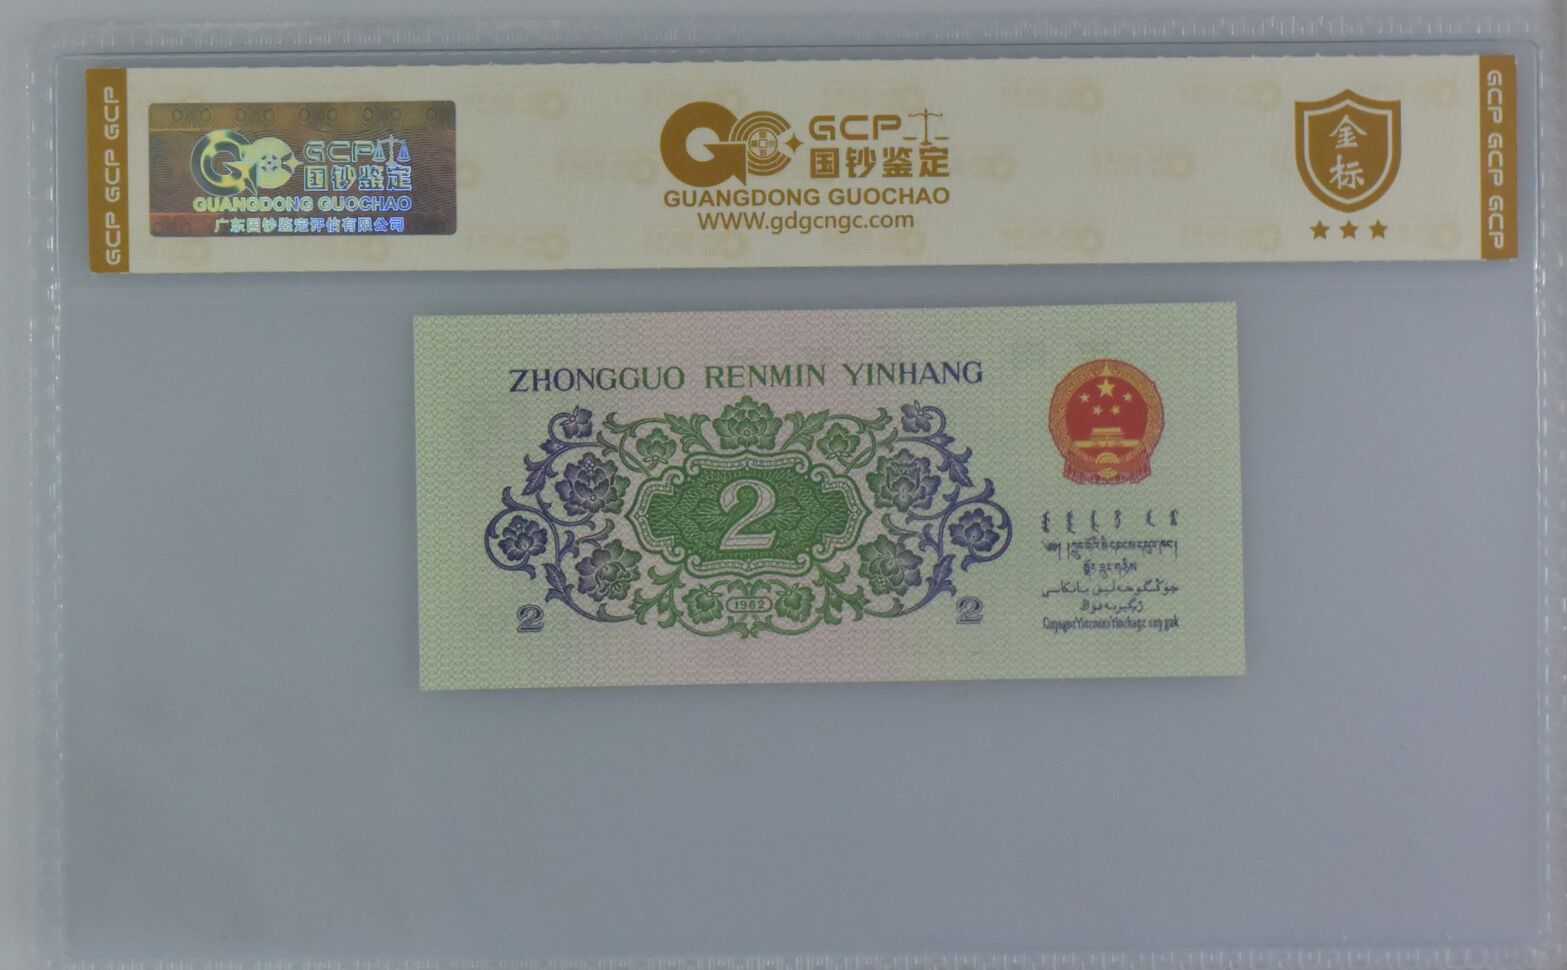 GCP GCP GCP
GCP
国钞鉴定
GUANGDONG GUOCHAO
广东国钞鉴定评估有限公司
GCP
国钞鉴定
GUANGDONG GUOCHAO
WWW.gdgcngc.com
金
标
GCP GCP GCP
ZHONGGUO RENMIN YINHANG
2
1962
2
2